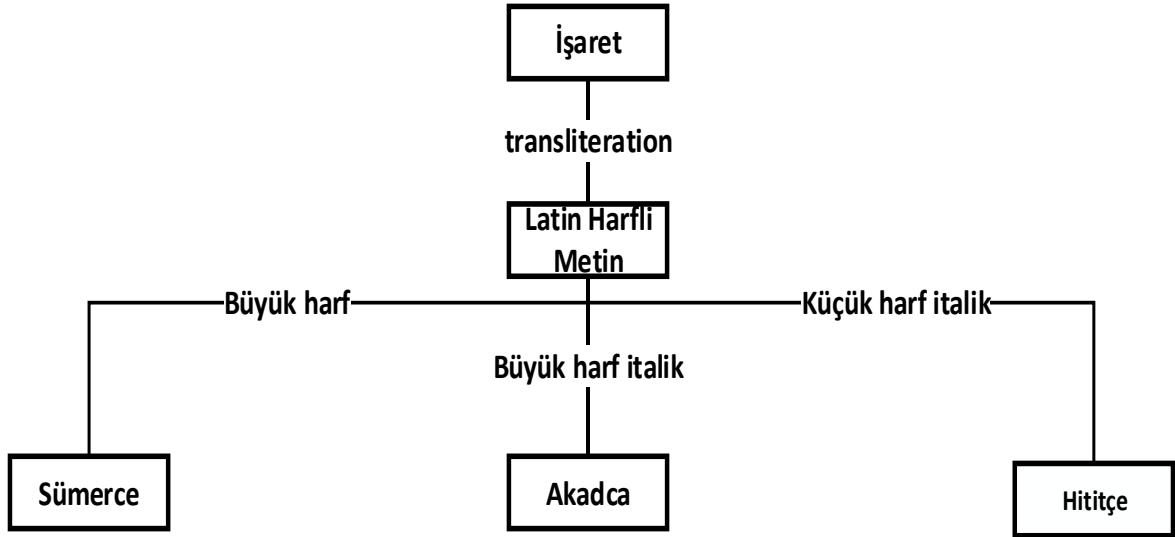 İşaret
transliteration
Latin Harfli
Metin
Büyük harf
Küçük harf italik
Büyük harf italik
Sümerce
Akadca
Hititçe